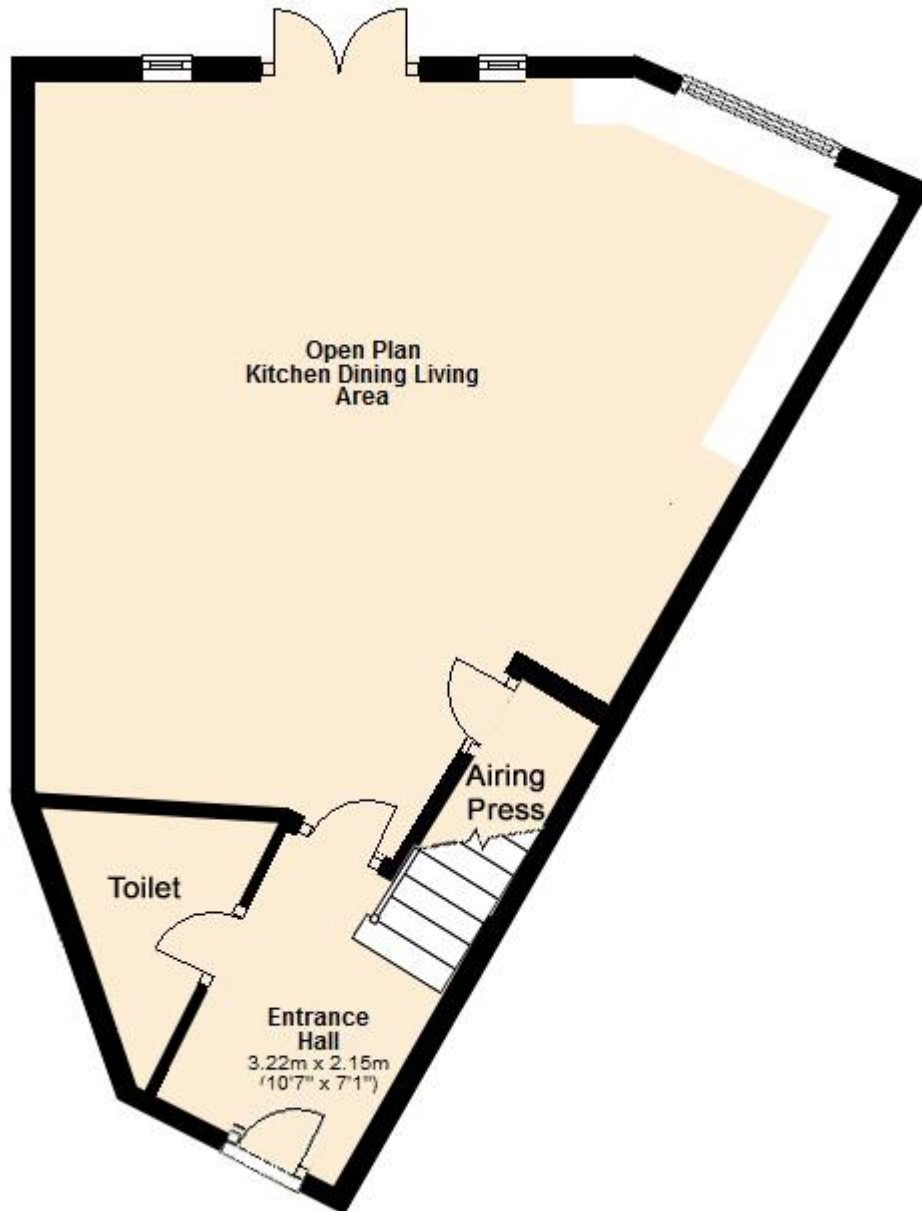 Open Plan
Kitchen Dining Living
Area
Airing
Press
Toilet
Entrance
Hall
3.22m x 2.15m
(10'7" x 7'1")